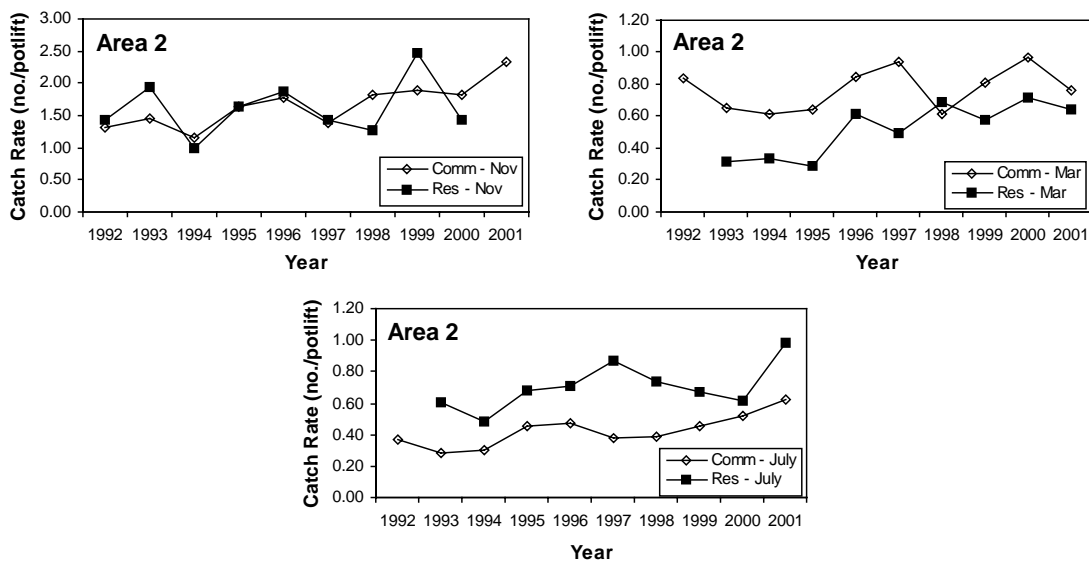 Catch Rate (no./potlift)
3.00
2.50
2.00
1.50
1.00
0.50
0.00
Area 2
Comm - Nov
Res - Nov
1992 1993 1994 1995 1996 1997 1998 1999 2000 2001
Year
Catch Rate (no./potlift)
1.20
1.00
0.80
0.60
0.40
0.20
0.00
Area 2
Comm - Mar
Res - Mar
1992 1993 1994 1995 1996 1997 1998 1999 2000 2001
Year
Catch Rate (no./potlift)
1.20
1.00
0.80
0.60
0.40
0.20
0.00
Area 2
Comm - July
Res - July
1992 1993 1994 1995 1996 1997 1998 1999 2000 2001
Year